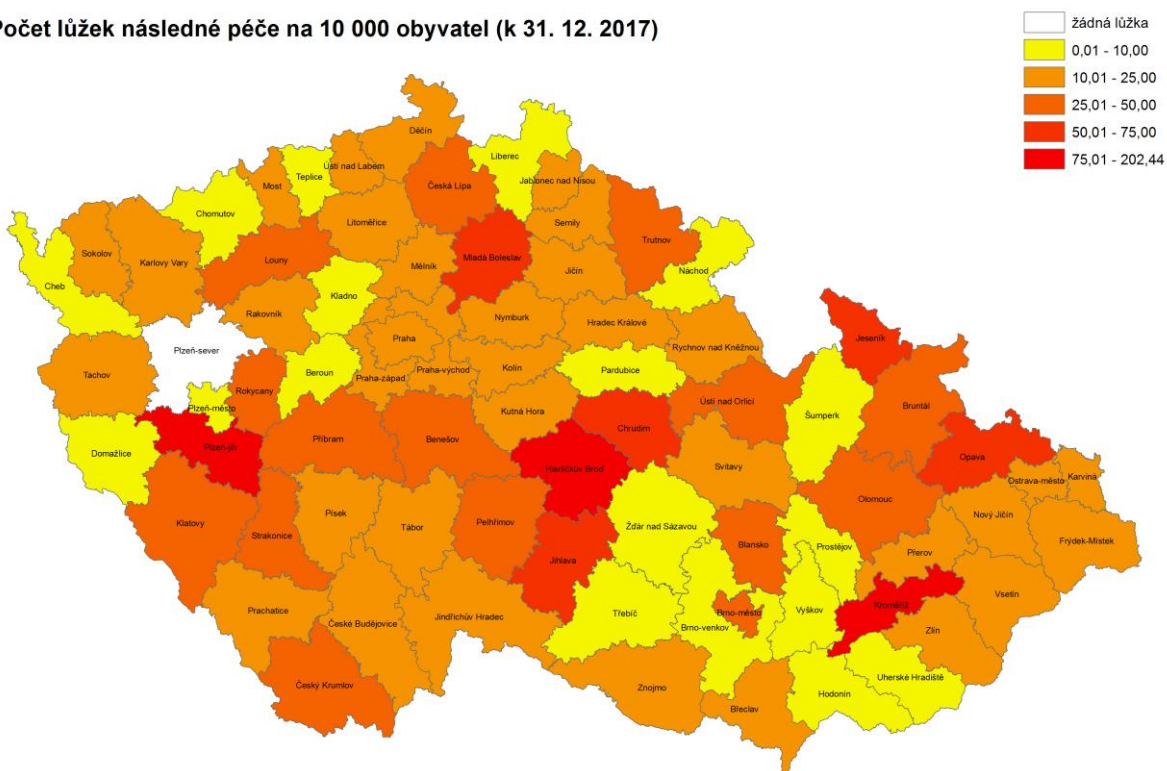 Počet lůžek následné péče na 10 000 obyvatel (k 31. 12. 2017)
žádná lůžka
0,01 - 10,00
10,01 - 25,00
25,01 - 50,00
50,01 - 75,00
75,01 - 202,44
Děčín
Liberec
Ústí nad Labem
Teplice
Most
Česká Lípa
Jablonec nad Nisou
Chomutov
Litoměřice
Semily
Trutnov
Sokolov
Karlovy Vary
Louny
Mladá Boleslav
Mělník
Jičín
Náchod
Cheb
Kladno
Rakovník
Nymburk
Hradec Králové
Praha
Jeseník
Plzeň-sever
Rychnov nad Kněžnou
Tachov
Beroun
Praha-západ
Praha-východ
Kolín
Pardubice
Rokycany
Plzeň-město
Ústí nad Orlicí
Bruntál
Kutná Hora
Šumperk
Chrudim
Příbram
Benešov
Plzeň-jih
Domažlice
Opava
Havlíčkův Brod
Svitavy
Ostrava-město
Karviná
Olomouc
Klatovy
Písek
Tábor
Pelhřimov
Žďár nad Sázavou
Nový Jičín
Strakonice
Blansko
Prostějov
Přerov
Frýdek-Místek
Jihlava
Vsetín
Prachatice
České Budějovice
Jindřichův Hradec
Třebíč
Brno-město
Brno-venkov
Vyškov
Kroměříž
Zlín
Uherské Hradiště
Český Krumlov
Znojmo
Hodonín
Břeclav